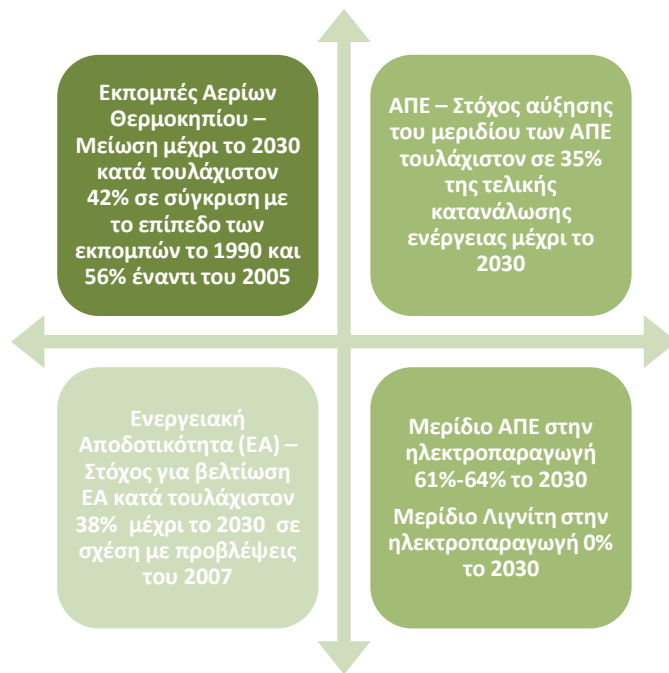 Εκπομπές Αερίων
Θερμοκηπίου –
Μείωση μέχρι το 2030
κατά τουλάχιστον
42% σε σύγκριση με
το επίπεδο των
εκπομπών το 1990 και
56% έναντι του 2005
ΑΠΕ – Στόχος αύξησης
του μεριδίου των ΑΠΕ
τουλάχιστον σε 35%
της τελικής
κατανάλωσης
ενέργειας μέχρι το
2030
Ενεργειακή
Αποδοτικότητα (ΕΑ) –
Στόχος για βελτίωση
ΕΑ κατά τουλάχιστον
38% μέχρι το 2030 σε
σχέση με προβλέψεις
του 2007
Μερίδιο ΑΠΕ στην
ηλεκτροπαραγωγή
61%-64% το 2030
Μερίδιο Λιγνίτη στην
ηλεκτροπαραγωγή 0%
το 2030